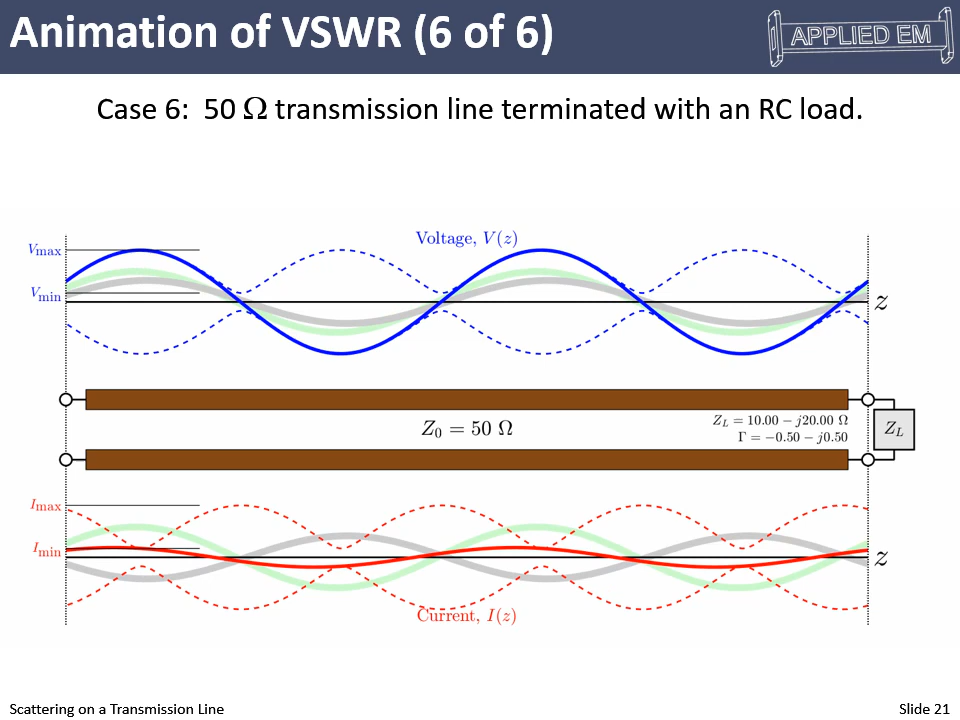 Animation of VSWR (6 of 6)
APPLIED EM
Case 6: 50 Ω transmission line terminated with an RC load.
Voltage, V(z)
Vmax
Vmin
z
Z0 = 50 Ω
ZL = 10.00 − j20.00 Ω
Γ = −0.50 − j0.50
ZL
Imax
Imin
z
Current, I(z)
Scattering on a Transmission Line
Slide 21